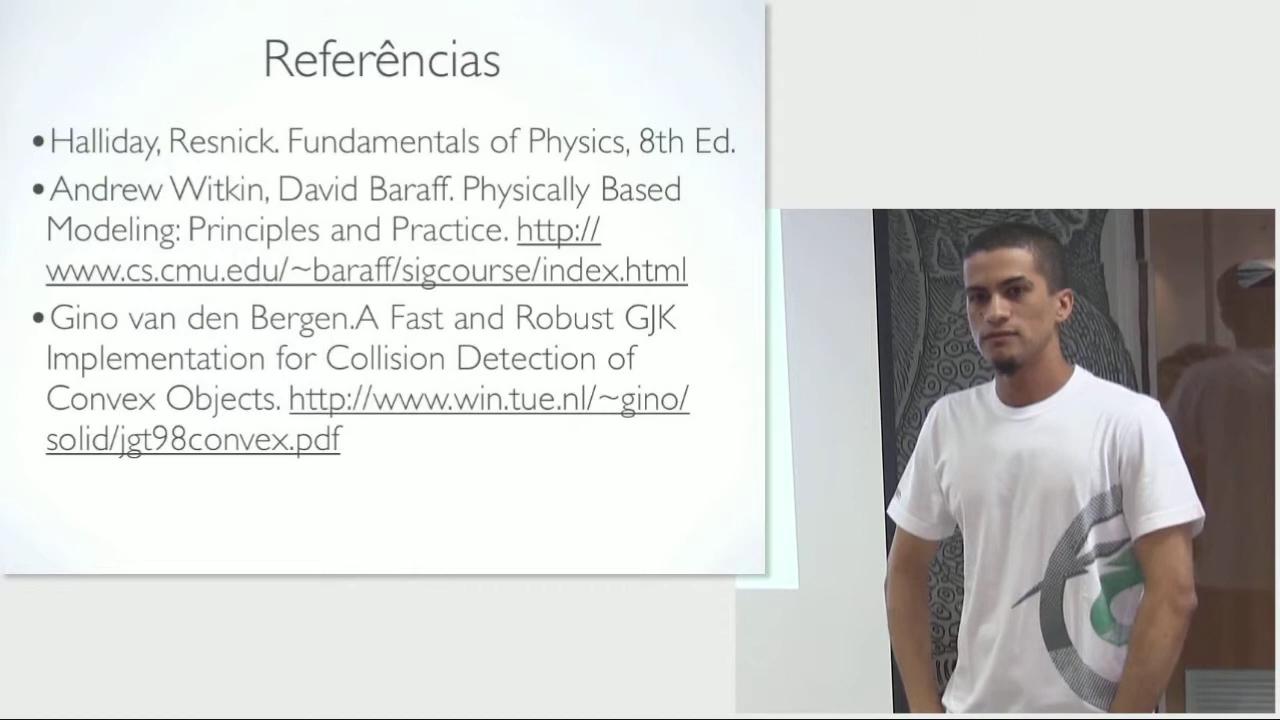 Referências
•Halliday, Resnick. Fundamentals of Physics, 8th Ed.
•Andrew Witkin, David Baraff. Physically Based
Modeling: Principles and Practice. http://
www.cs.cmu.edu/~baraff/sigcourse/index.html
•Gino van den Bergen.A Fast and Robust GJK
Implementation for Collision Detection of
Convex Objects. http://www.win.tue.nl/~gino/
solid/jgt98convex.pdf